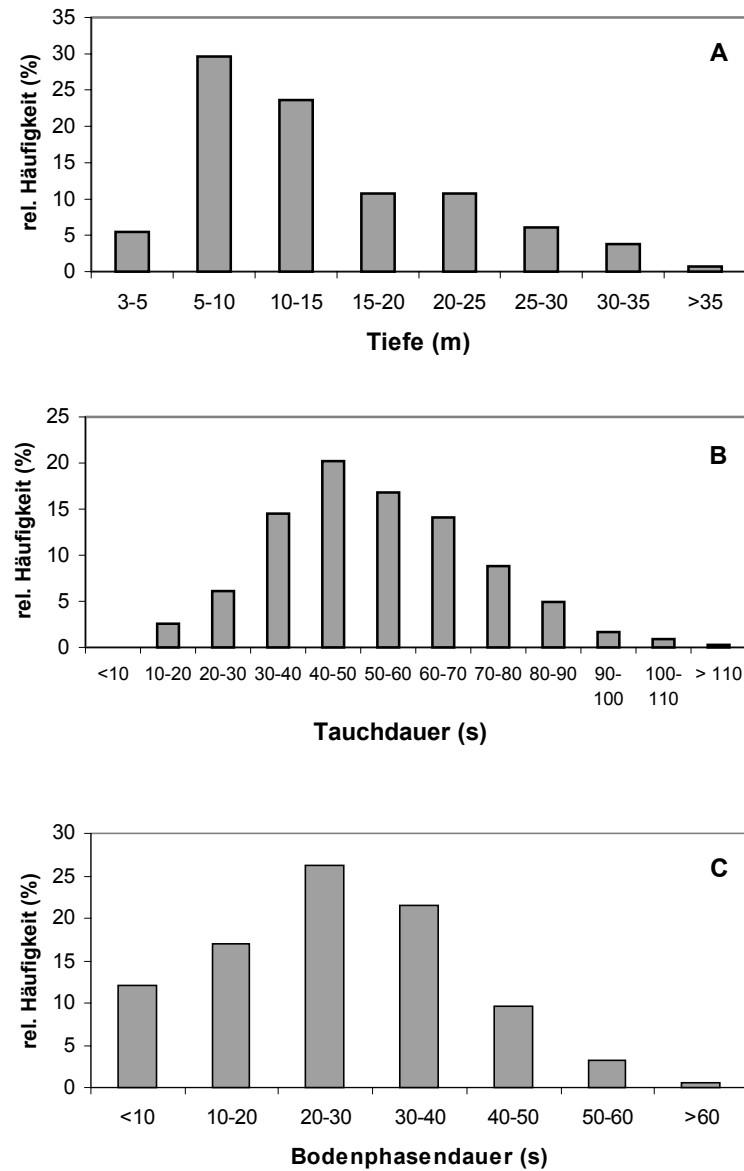 A
rel. Häufigkeit (%)
35
30
25
20
15
10
5
0
3-5 5-10 10-15 15-20 20-25 25-30 30-35 >35
Tiefe (m)
B
rel. Häufigkeit (%)
25
20
15
10
5
0
<10 10-20 20-30 30-40 40-50 50-60 60-70 70-80 80-90 90- 100- > 110
100 110
Tauchdauer (s)
C
rel. Häufigkeit (%)
30
25
20
15
10
5
0
<10 10-20 20-30 30-40 40-50 50-60 >60
Bodenphasendauer (s)